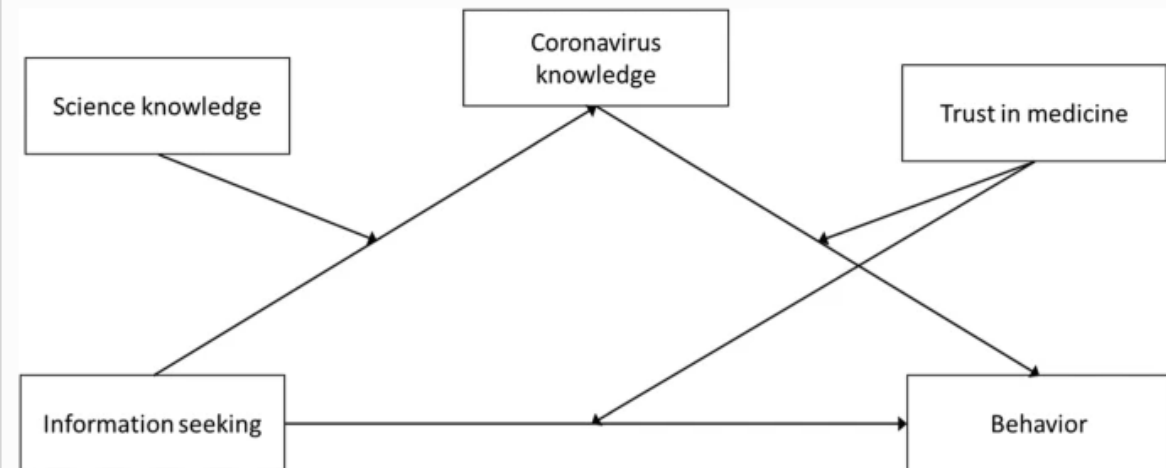 Coronavirus
knowledge
Science knowledge
Trust in medicine
Information seeking
Behavior